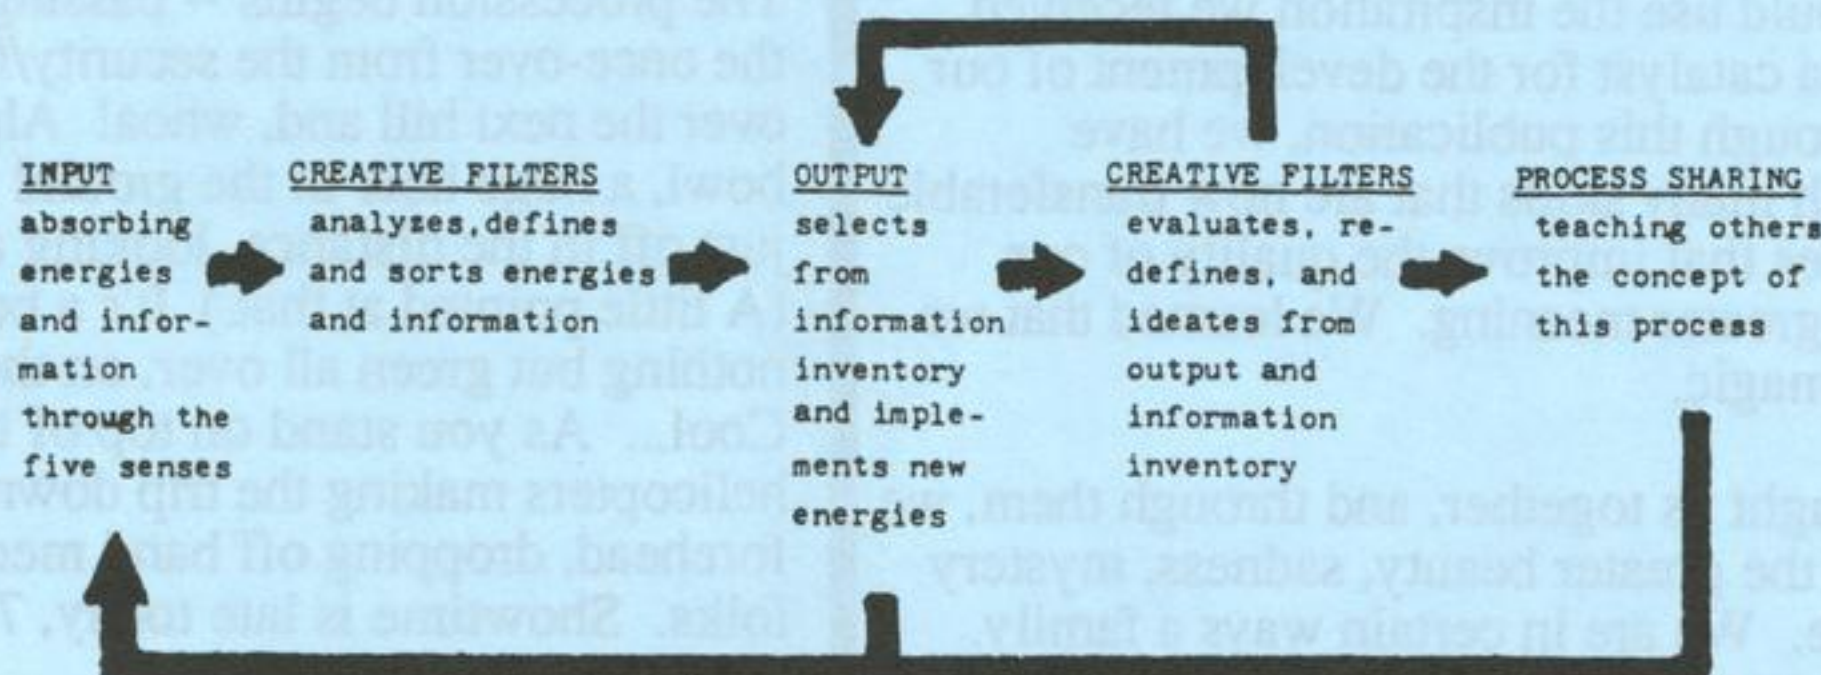 INPUT
absorbing
energies
and infor-
mation
through the
five senses
CREATIVE FILTERS
analyzes,defines
and sorts energies
and information
OUTPUT
selects
from
information
inventory
and imple-
ments new
energies
CREATIVE FILTERS
evaluates, re-
defines, and
ideates from
output and
information
inventory
PROCESS SHARING
teaching others
the concept of
this process